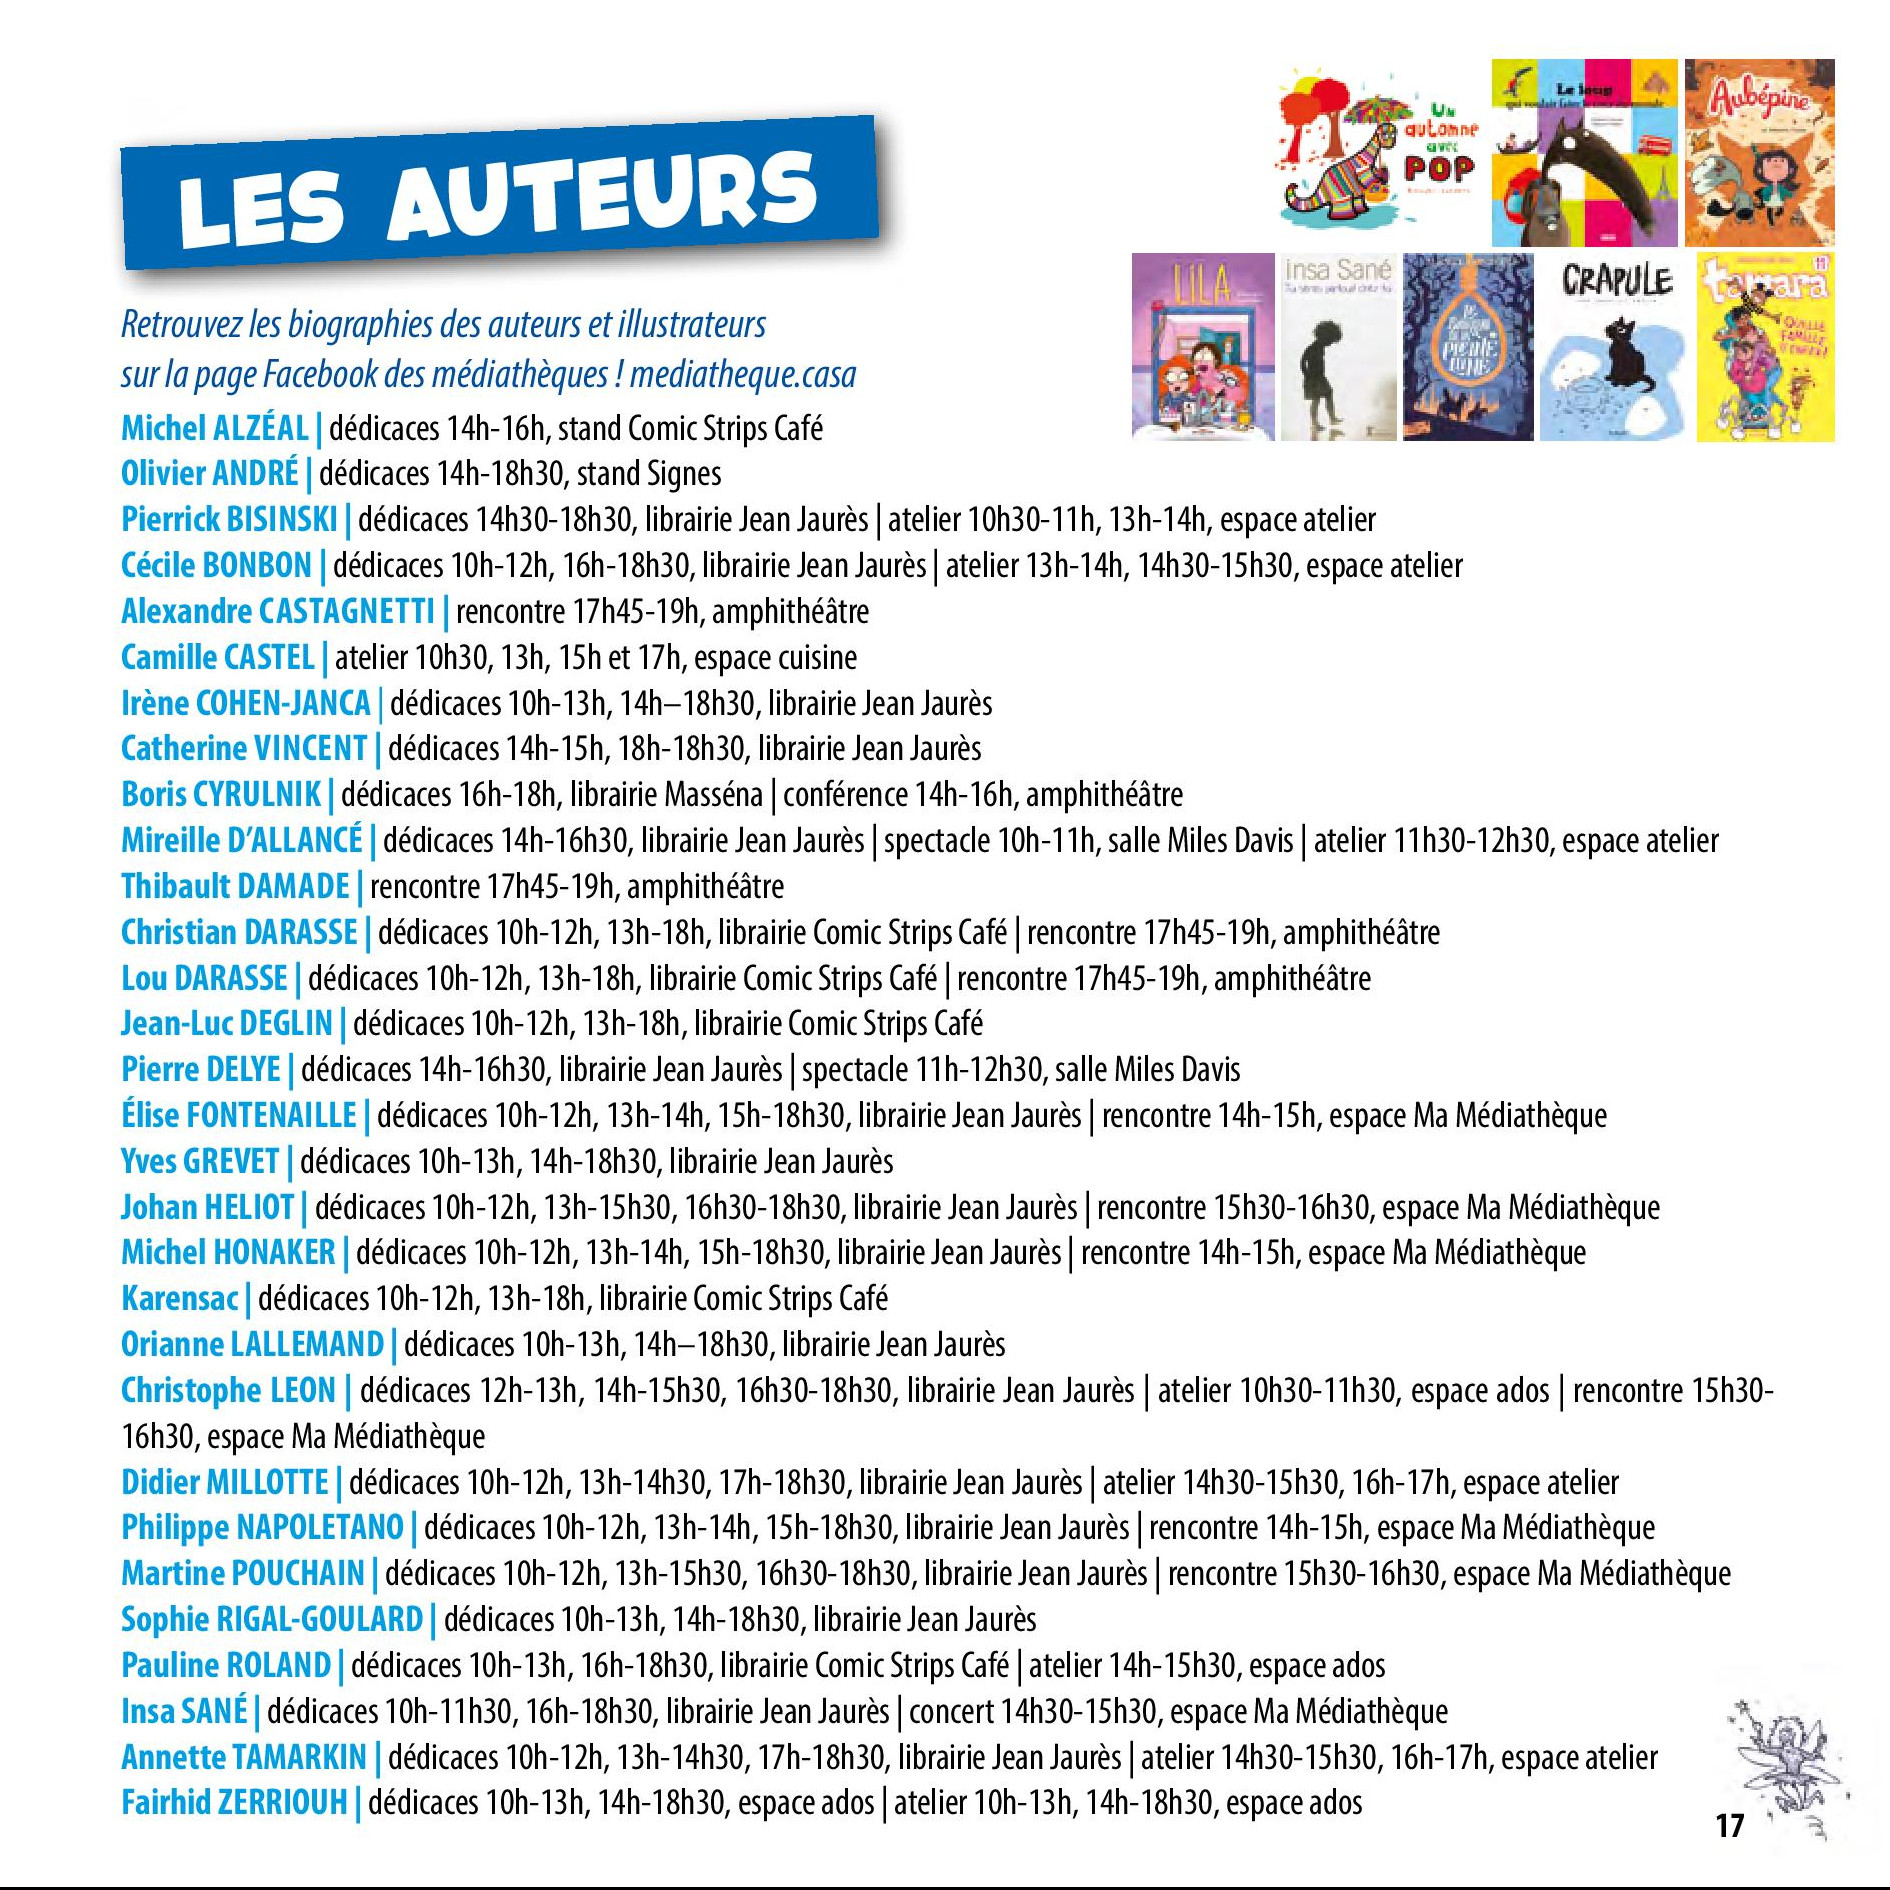 LES AUTEURS
Un
automne
avec
POP
Le loup
qui voulait faire le tour du monde
Aubépine
LILA
Insa Sané
Tu seras partout chez toi
PLEINE
LUNE
CRAPULE
tamara
QUELLE
FAMILLE
D'ENFER!
Retrouvez les biographies des auteurs et illustrateurs
sur la page Facebook des médiathèques ! mediatheque.casa
Michel ALZÉAL | dédicaces 14h-16h, stand Comic Strips Café
Olivier ANDRÉ | dédicaces 14h-18h30, stand Signes
Pierrick BISINSKI | dédicaces 14h30-18h30, librairie Jean Jaurès | atelier 10h30-11h, 13h-14h, espace atelier
Cécile BONBON | dédicaces 10h-12h, 16h-18h30, librairie Jean Jaurès | atelier 13h-14h, 14h30-15h30, espace atelier
Alexandre CASTAGNETTI | rencontre 17h45-19h, amphithéâtre
Camille CASTEL | atelier 10h30, 13h, 15h et 17h, espace cuisine
Irène COHEN-JANCA | dédicaces 10h-13h, 14h–18h30, librairie Jean Jaurès
Catherine VINCENT | dédicaces 14h-15h, 18h-18h30, librairie Jean Jaurès
Boris CYRULNIK | dédicaces 16h-18h, librairie Masséna | conférence 14h-16h, amphithéâtre
Mireille D’ALLANCÉ | dédicaces 14h-16h30, librairie Jean Jaurès | spectacle 10h-11h, salle Miles Davis | atelier 11h30-12h30, espace atelier
Thibault DAMADE | rencontre 17h45-19h, amphithéâtre
Christian DARASSE | dédicaces 10h-12h, 13h-18h, librairie Comic Strips Café | rencontre 17h45-19h, amphithéâtre
Lou DARASSE | dédicaces 10h-12h, 13h-18h, librairie Comic Strips Café | rencontre 17h45-19h, amphithéâtre
Jean-Luc DEGLIN | dédicaces 10h-12h, 13h-18h, librairie Comic Strips Café
Pierre DELYE | dédicaces 14h-16h30, librairie Jean Jaurès | spectacle 11h-12h30, salle Miles Davis
Élise FONTENAILLE | dédicaces 10h-12h, 13h-14h, 15h-18h30, librairie Jean Jaurès | rencontre 14h-15h, espace Ma Médiathèque
Yves GREVET | dédicaces 10h-13h, 14h-18h30, librairie Jean Jaurès
Johan HELIOT | dédicaces 10h-12h, 13h-15h30, 16h30-18h30, librairie Jean Jaurès | rencontre 15h30-16h30, espace Ma Médiathèque
Michel HONAKER | dédicaces 10h-12h, 13h-14h, 15h-18h30, librairie Jean Jaurès | rencontre 14h-15h, espace Ma Médiathèque
Karensac | dédicaces 10h-12h, 13h-18h, librairie Comic Strips Café
Orianne LALLEMAND | dédicaces 10h-13h, 14h–18h30, librairie Jean Jaurès
Christophe LEON | dédicaces 12h-13h, 14h-15h30, 16h30-18h30, librairie Jean Jaurès | atelier 10h30-11h30, espace ados | rencontre 15h30-
16h30, espace Ma Médiathèque
Didier MILLOTTE | dédicaces 10h-12h, 13h-14h30, 17h-18h30, librairie Jean Jaurès | atelier 14h30-15h30, 16h-17h, espace atelier
Philippe NAPOLETANO | dédicaces 10h-12h, 13h-14h, 15h-18h30, librairie Jean Jaurès | rencontre 14h-15h, espace Ma Médiathèque
Martine POUCHAIN | dédicaces 10h-12h, 13h-15h30, 16h30-18h30, librairie Jean Jaurès | rencontre 15h30-16h30, espace Ma Médiathèque
Sophie RIGAL-GOULARD | dédicaces 10h-13h, 14h-18h30, librairie Jean Jaurès
Pauline ROLAND | dédicaces 10h-13h, 16h-18h30, librairie Comic Strips Café | atelier 14h-15h30, espace ados
Insa SANÉ | dédicaces 10h-11h30, 16h-18h30, librairie Jean Jaurès | concert 14h30-15h30, espace Ma Médiathèque
Annette TAMARKIN | dédicaces 10h-12h, 13h-14h30, 17h-18h30, librairie Jean Jaurès | atelier 14h30-15h30, 16h-17h, espace atelier
Fairhid ZERRIOUH | dédicaces 10h-13h, 14h-18h30, espace ados | atelier 10h-13h, 14h-18h30, espace ados
17